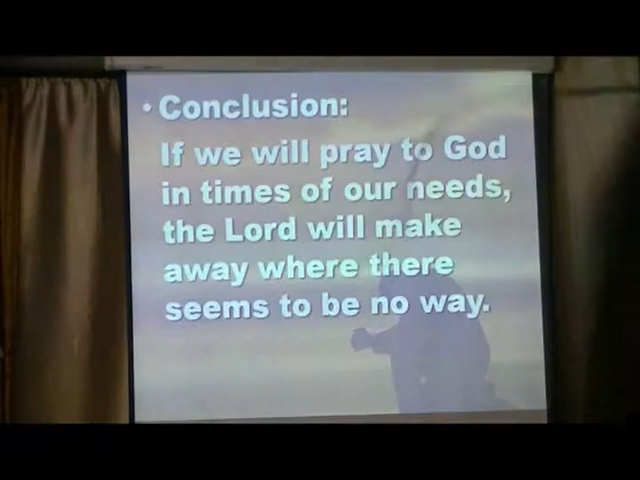 • Conclusion:
If we will pray to God
in times of our needs,
the Lord will make
away where there
seems to be no way.